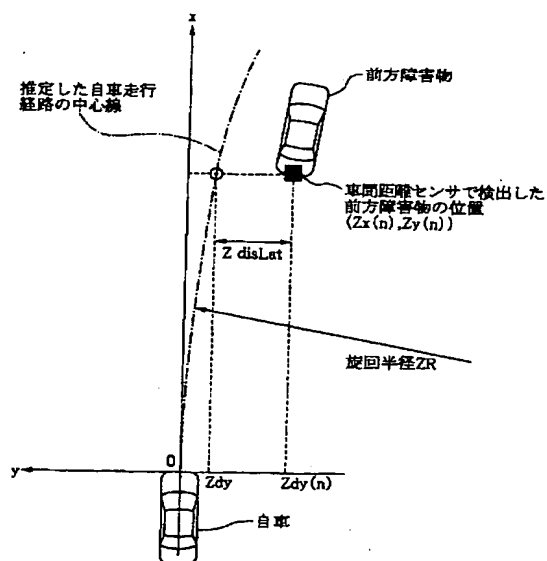 x
前方障害物
推定した自車走行
経路の中心線
車間距離センサで検出した
前方障害物の位置
(Zx(n),Zy(n))
Z disLat
旋回半径ZR
O
y
Zdy
Zdy(n)
自車